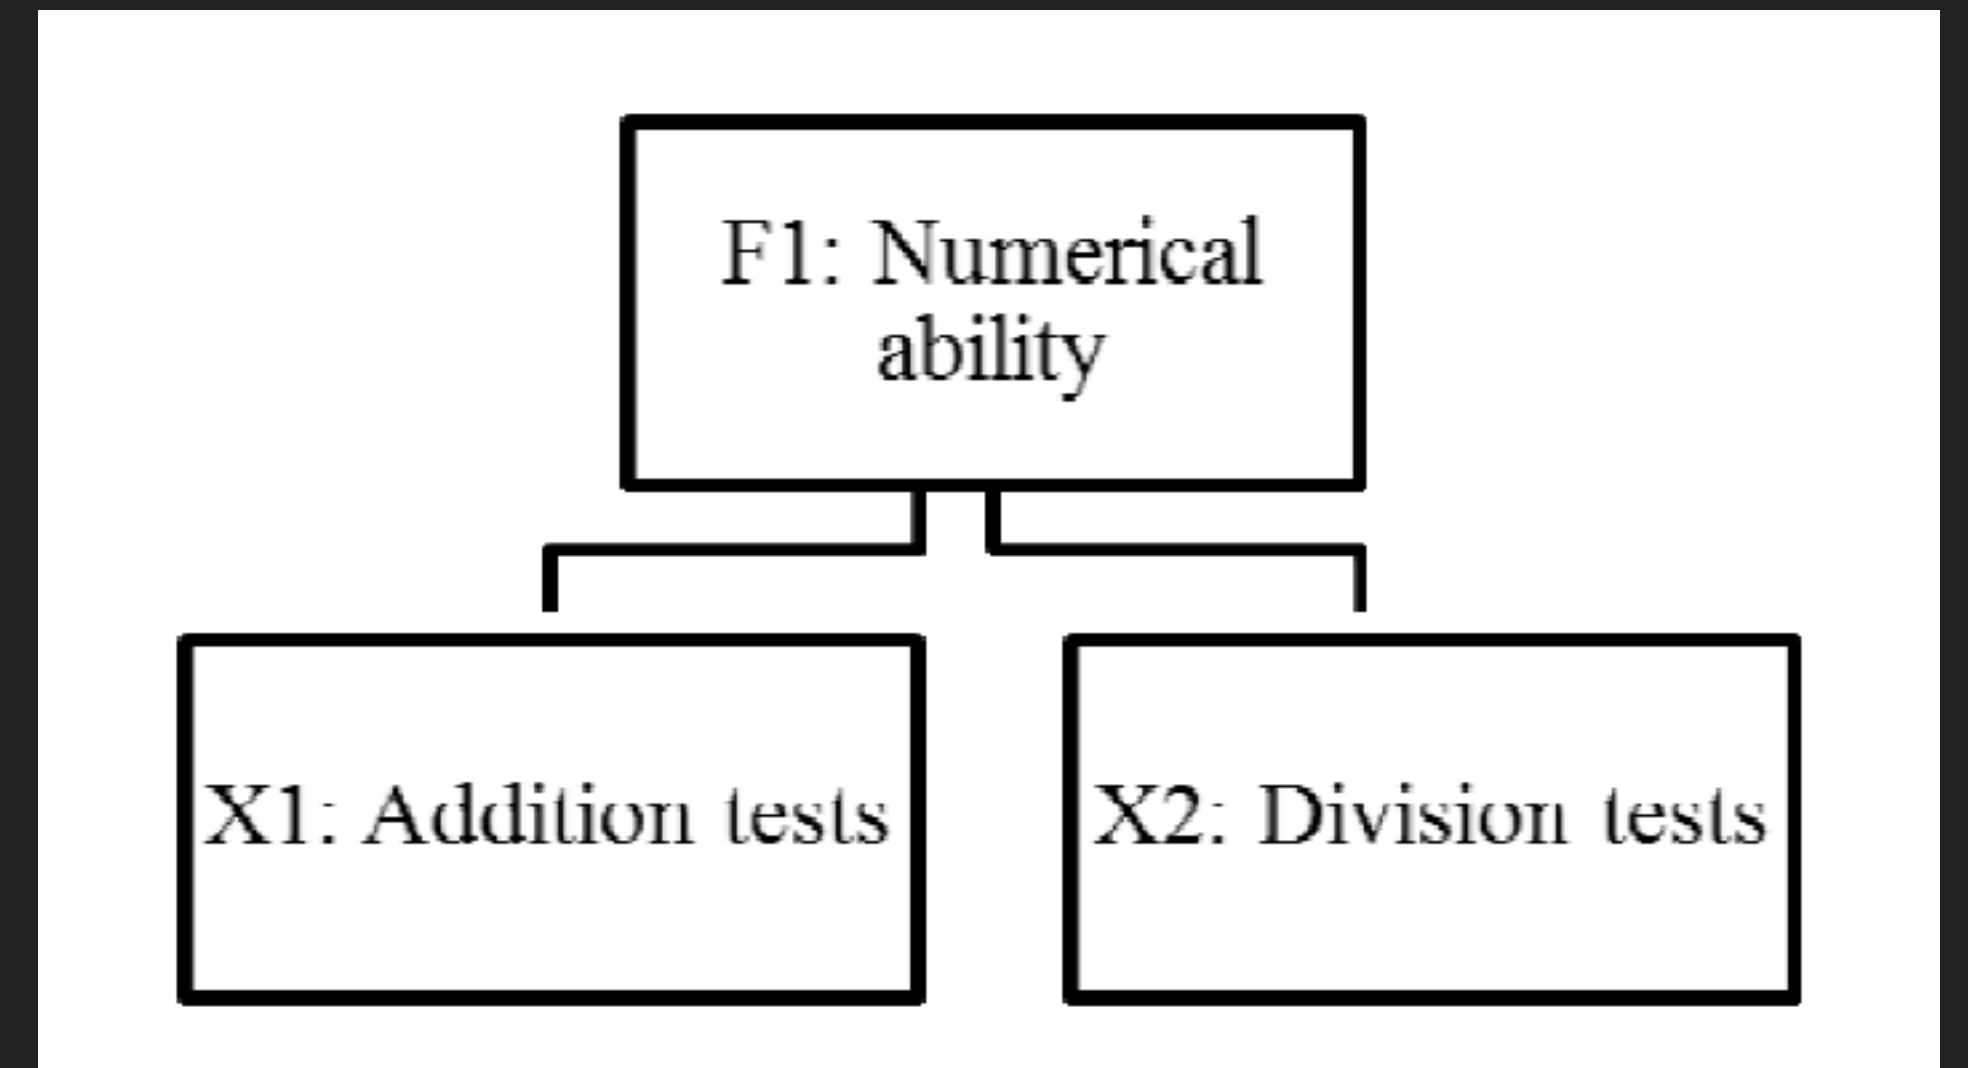 F1: Numerical
ability
X1: Addition tests
X2: Division tests